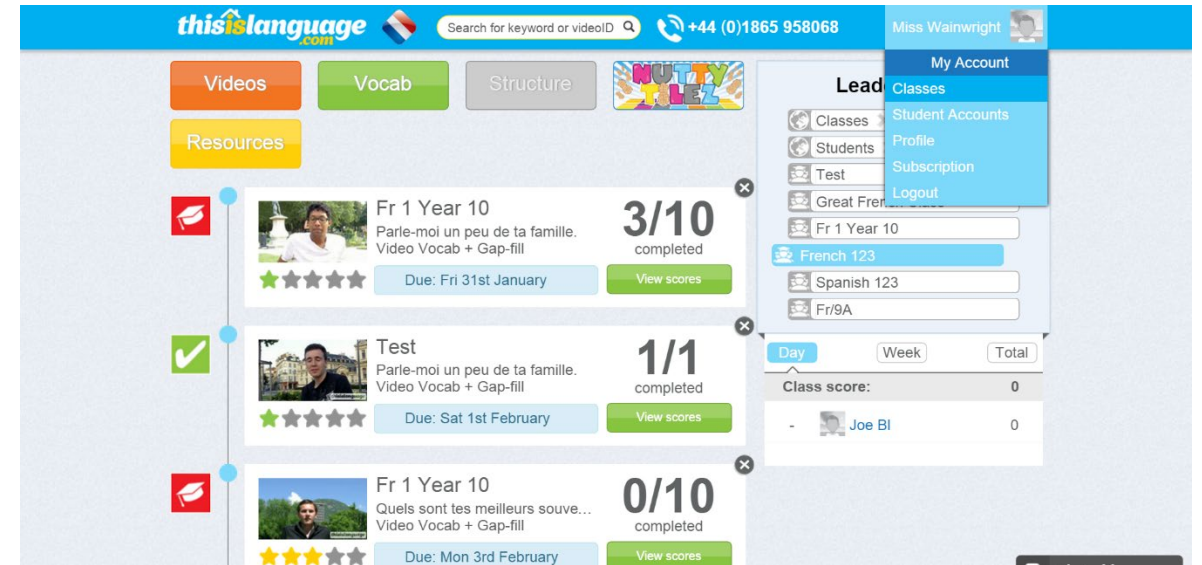 thisislanguage
.com
Search for keyword or videoID
+44 (0)1865 958068
Miss Wainwright
My Account
Classes
Student Accounts
Profile
Subscription
Logout
Videos
Vocab
Structure
NUTTY
TILEZ
Resources
Lead
Classes
Students
Test
Great Fren
Fr 1 Year 10
French 123
Spanish 123
Fr/9A
Day
Week
Total
Class score: 0
- Joe Bl 0
Fr 1 Year 10
Parle-moi un peu de ta famille.
Video Vocab + Gap-fill
Due: Fri 31st January
3/10
completed
View scores
Test
Parle-moi un peu de ta famille.
Video Vocab + Gap-fill
Due: Sat 1st February
1/1
completed
View scores
Fr 1 Year 10
Quels sont tes meilleurs souve...
Video Vocab + Gap-fill
Due: Mon 3rd February
0/10
completed
View scores